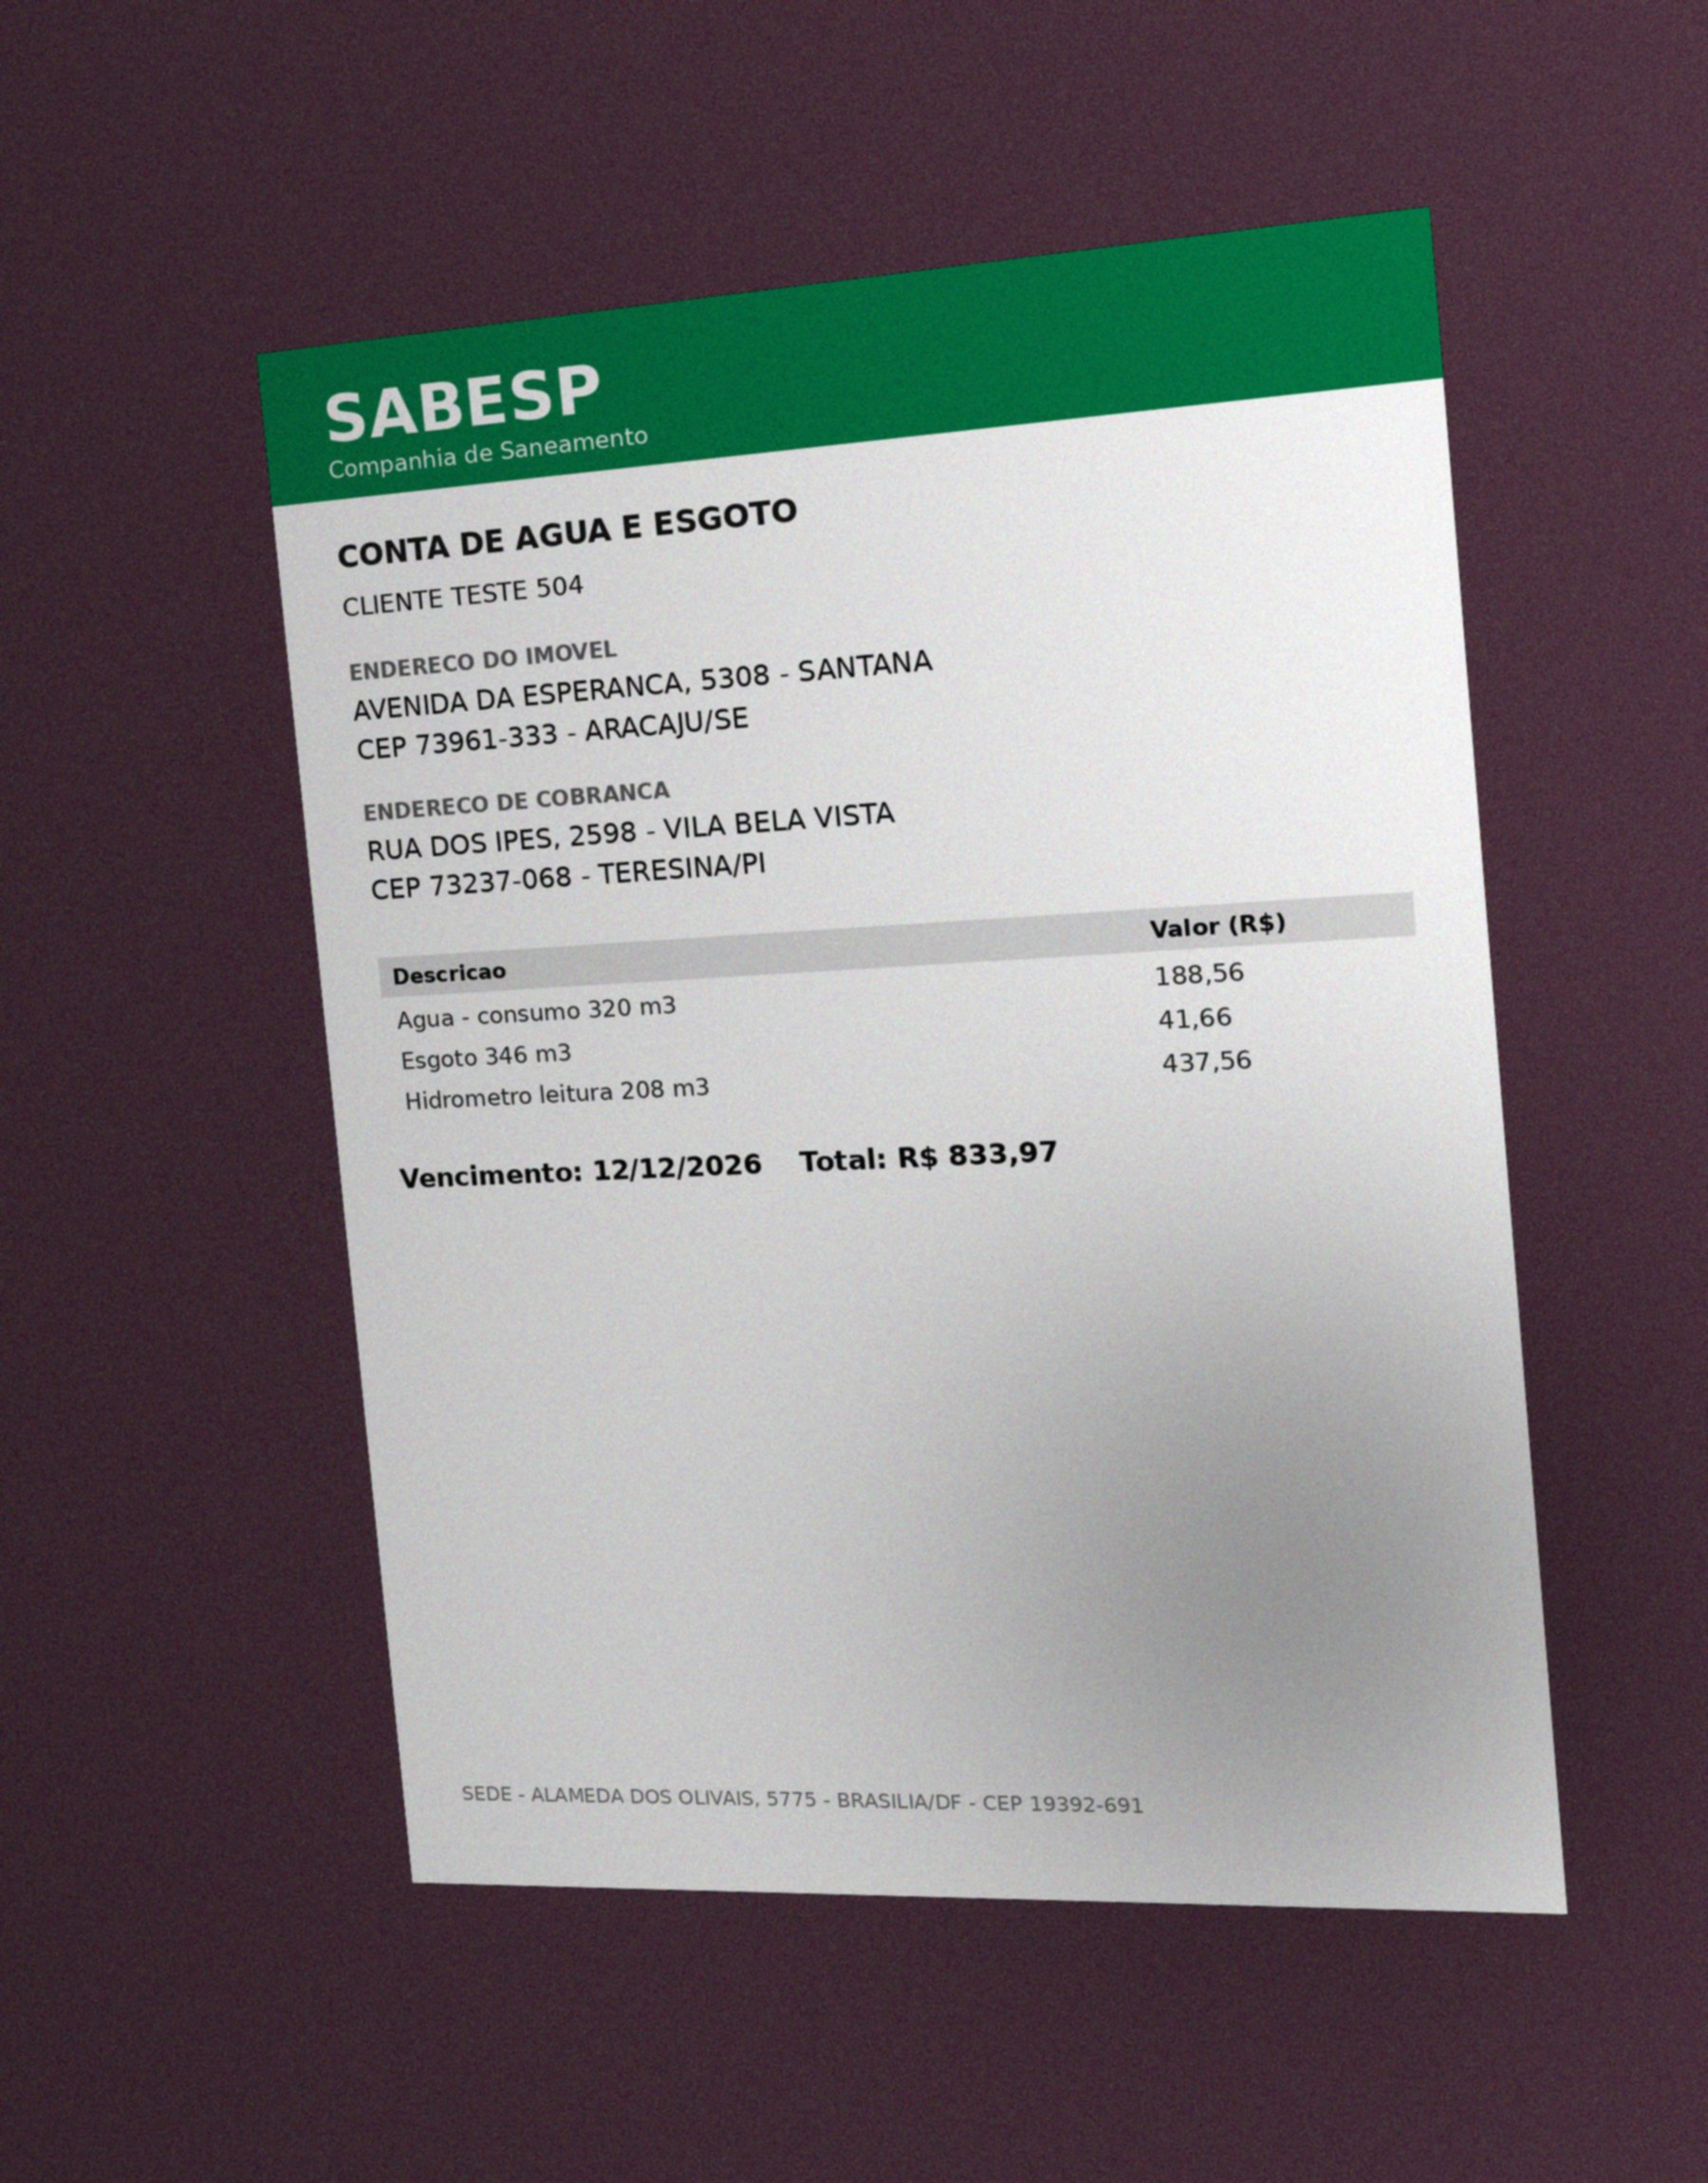 SABESP
Companhia de Saneamento
CONTA DE AGUA E ESGOTO
CLIENTE TESTE 504
ENDERECO DO IMOVEL
AVENIDA DA ESPERANCA, 5308 - SANTANA
CEP 73961-333 - ARACAJU/SE
ENDERECO DE COBRANCA
RUA DOS IPES, 2598 - VILA BELA VISTA
CEP 73237-068 - TERESINA/PI
Descricao Valor (R$)
Agua - consumo 320 m3 188,56
Esgoto 346 m3 41,66
Hidrometro leitura 208 m3 437,56
Vencimento: 12/12/2026 Total: R$ 833,97
SEDE - ALAMEDA DOS OLIVAIS, 5775 - BRASILIA/DF - CEP 19392-691